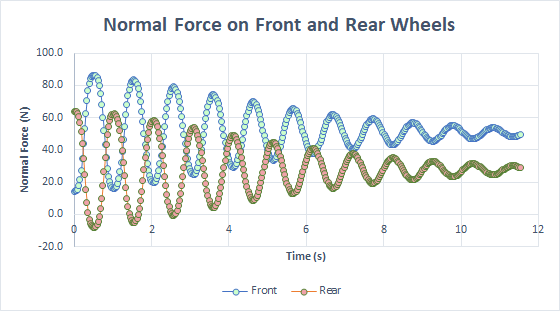 Normal Force on Front and Rear Wheels
100.0
80.0
60.0
40.0
20.0
0.0
-20.0
Normal Force (N)
0 2 4 6 8 10 12
Time (s)
Front Rear